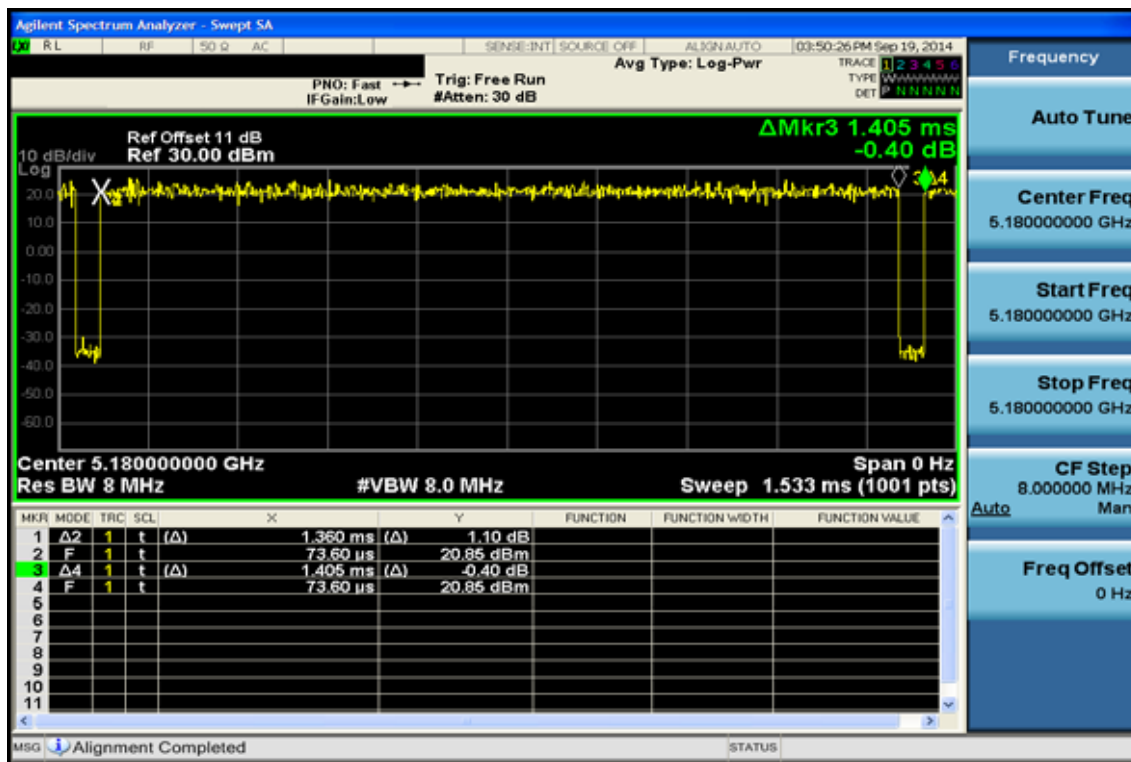 Agilent Spectrum Analyzer - Swept SA
RL RF 50 Ω AC SENSE:INT SOURCE OFF ALIGN AUTO 03:50:26 PM Sep 19, 2014
Avg Type: Log-Pwr TRACE 1 2 3 4 5 6
PNO: Fast Trig: Free Run TYPE W
IFGain:Low #Atten: 30 dB DET P N N N N N
ΔMkr3 1.405 ms
-0.40 dB
Ref Offset 11 dB
10 dB/div Ref 30.00 dBm
Log
20.0
10.0
0.00
-10.0
-20.0
-30.0
-40.0
-50.0
-60.0
3Δ4
Center 5.180000000 GHz Span 0 Hz
Res BW 8 MHz #VBW 8.0 MHz Sweep 1.533 ms (1001 pts)
MKR MODE TRC SCL X Y FUNCTION FUNCTION WIDTH FUNCTION VALUE
1 Δ2 1 t (Δ) 1.360 ms (Δ) 1.10 dB
2 F 1 t 73.60 µs 20.85 dBm
3 Δ4 1 t (Δ) 1.405 ms (Δ) -0.40 dB
4 F 1 t 73.60 µs 20.85 dBm
5
6
7
8
9
10
11
MSG Alignment Completed STATUS
Frequency
Auto Tune
Center Freq
5.180000000 GHz
Start Freq
5.180000000 GHz
Stop Freq
5.180000000 GHz
CF Step
8.000000 MHz
Auto Man
Freq Offset
0 Hz